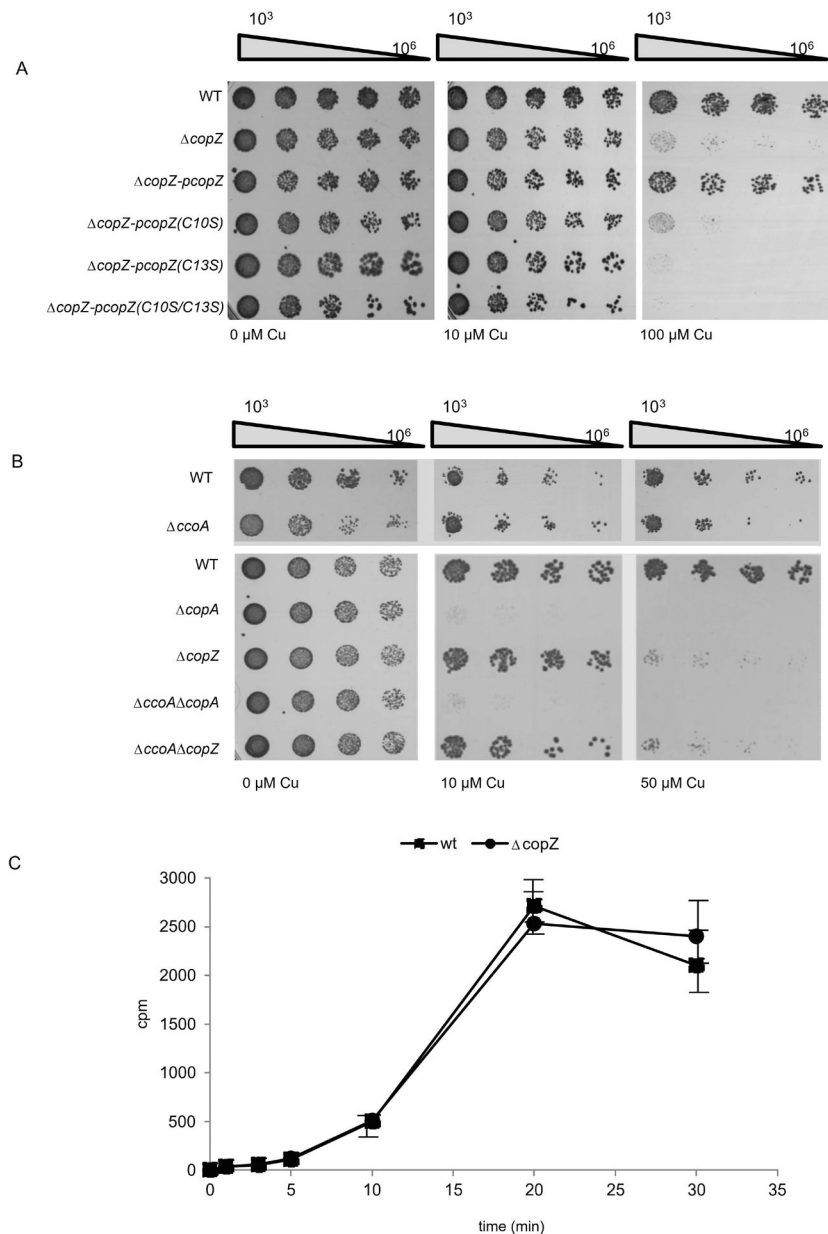 10³ 10⁶ 10³ 10⁶ 10³ 10⁶
A
WT
ΔcopZ
ΔcopZ-pcopZ
ΔcopZ-pcopZ(C10S)
ΔcopZ-pcopZ(C13S)
ΔcopZ-pcopZ(C10S/C13S)
0 µM Cu 10 µM Cu 100 µM Cu
10³ 10⁶ 10³ 10⁶ 10³ 10⁶
B
WT
ΔccoA
WT
ΔcopA
ΔcopZ
ΔccoAΔcopA
ΔccoAΔcopZ
0 µM Cu 10 µM Cu 50 µM Cu
C
wt ΔcopZ
3000
2500
2000
1500
1000
500
0
cpm
0 5 10 15 20 25 30 35
time (min)